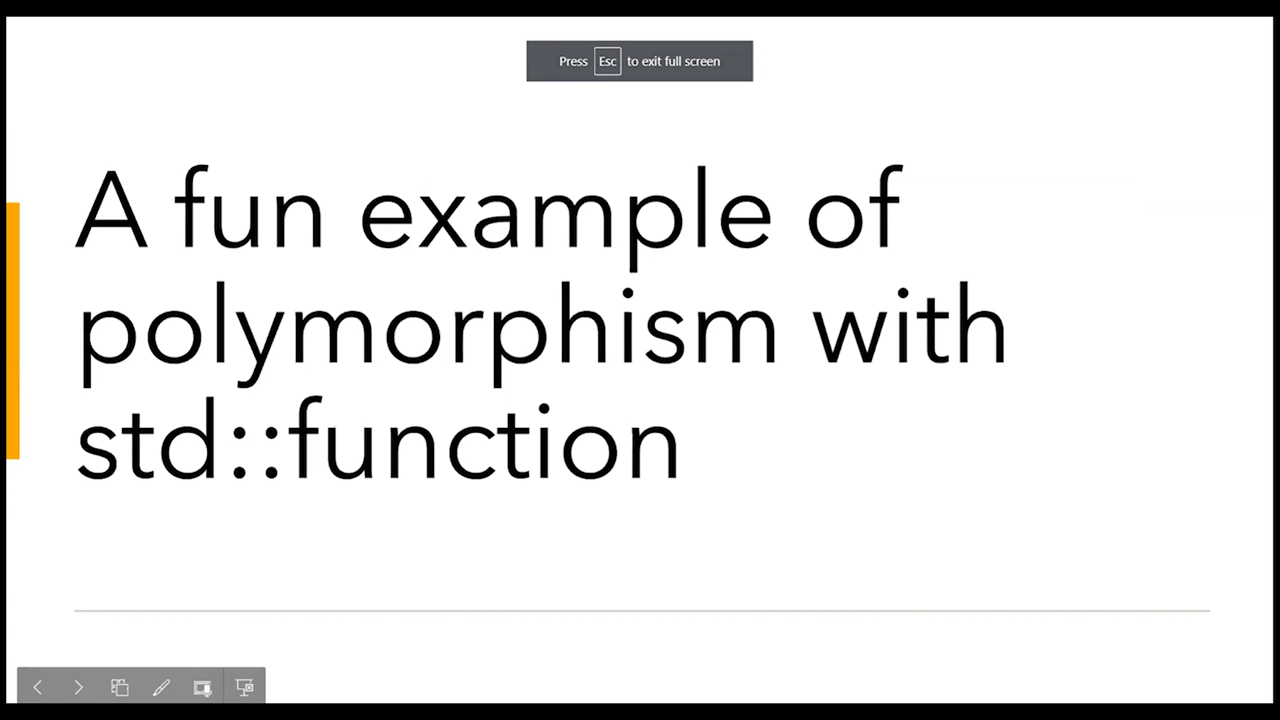 Press Esc to exit full screen
A fun example of
polymorphism with
std::function